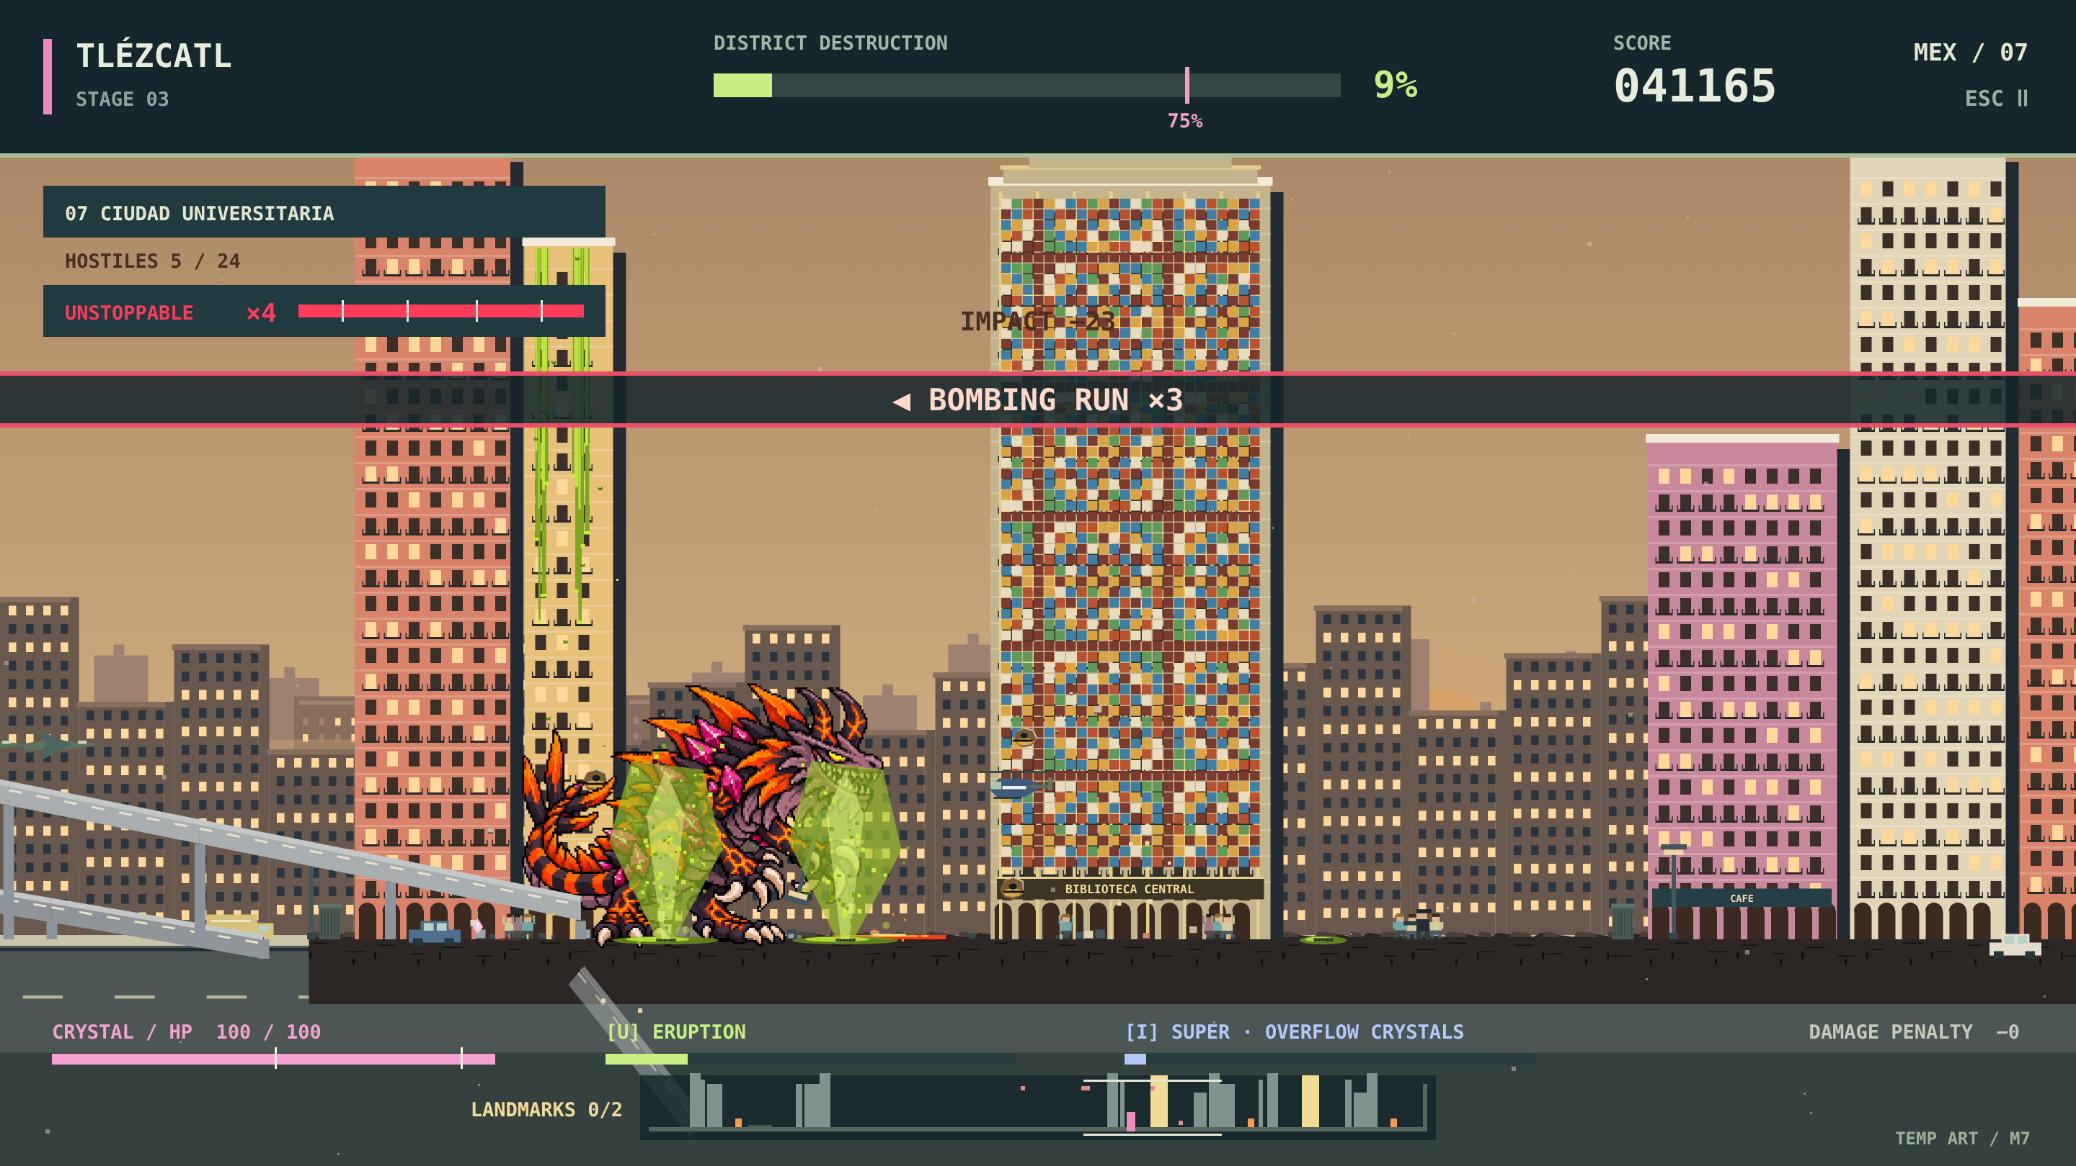 TLÉZCATL
STAGE 03
DISTRICT DESTRUCTION
9%
75%
SCORE
041165
MEX / 07
ESC II
07 CIUDAD UNIVERSITARIA
HOSTILES 5 / 24
UNSTOPPABLE ×4
IMPACT −23
◀ BOMBING RUN ×3
BIBLIOTECA CENTRAL
CAFE
CRYSTAL / HP 100 / 100
[U] ERUPTION
[I] SUPER · OVERFLOW CRYSTALS
DAMAGE PENALTY −0
LANDMARKS 0/2
TEMP ART / M7